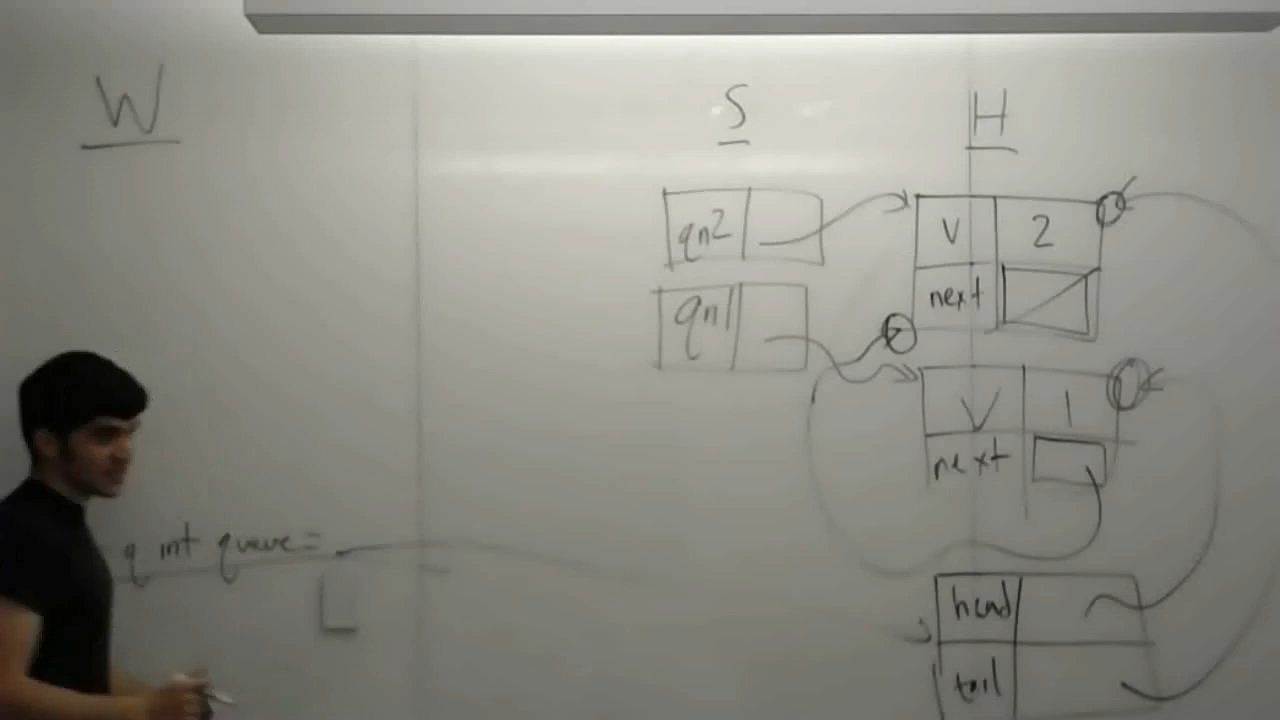 W
S
H
qn2
V 2
next
qn1
V 1
next
q int queue =
head
tail